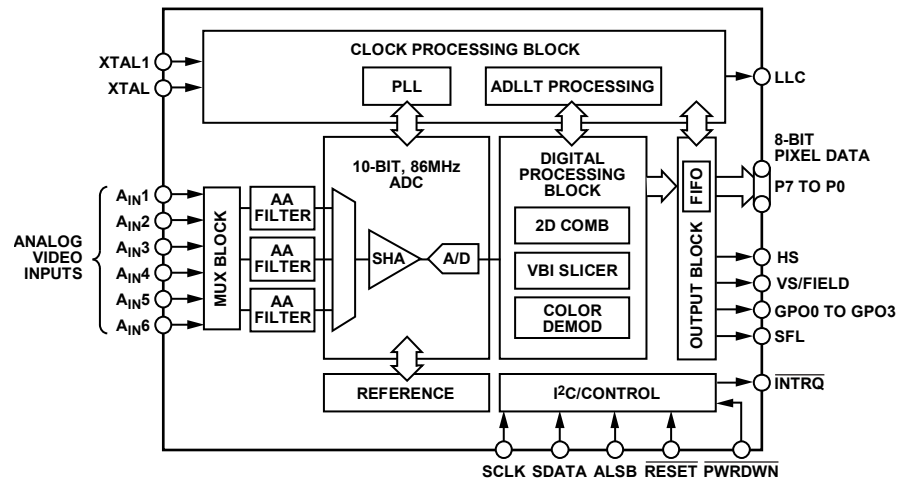 CLOCK PROCESSING BLOCK
XTAL1
XTAL
PLL
ADLLT PROCESSING
LLC
10-BIT, 86MHz
ADC
DIGITAL
PROCESSING
BLOCK
2D COMB
VBI SLICER
COLOR
DEMOD
OUTPUT BLOCK
FIFO
8-BIT
PIXEL DATA
P7 TO P0
ANALOG
VIDEO
INPUTS
AIN1
AIN2
AIN3
AIN4
AIN5
AIN6
MUX BLOCK
AA
FILTER
AA
FILTER
AA
FILTER
SHA
A/D
HS
VS/FIELD
GPO0 TO GPO3
SFL
REFERENCE
I2C/CONTROL
INTRQ
SCLK
SDATA
ALSB
RESET
PWRDWN